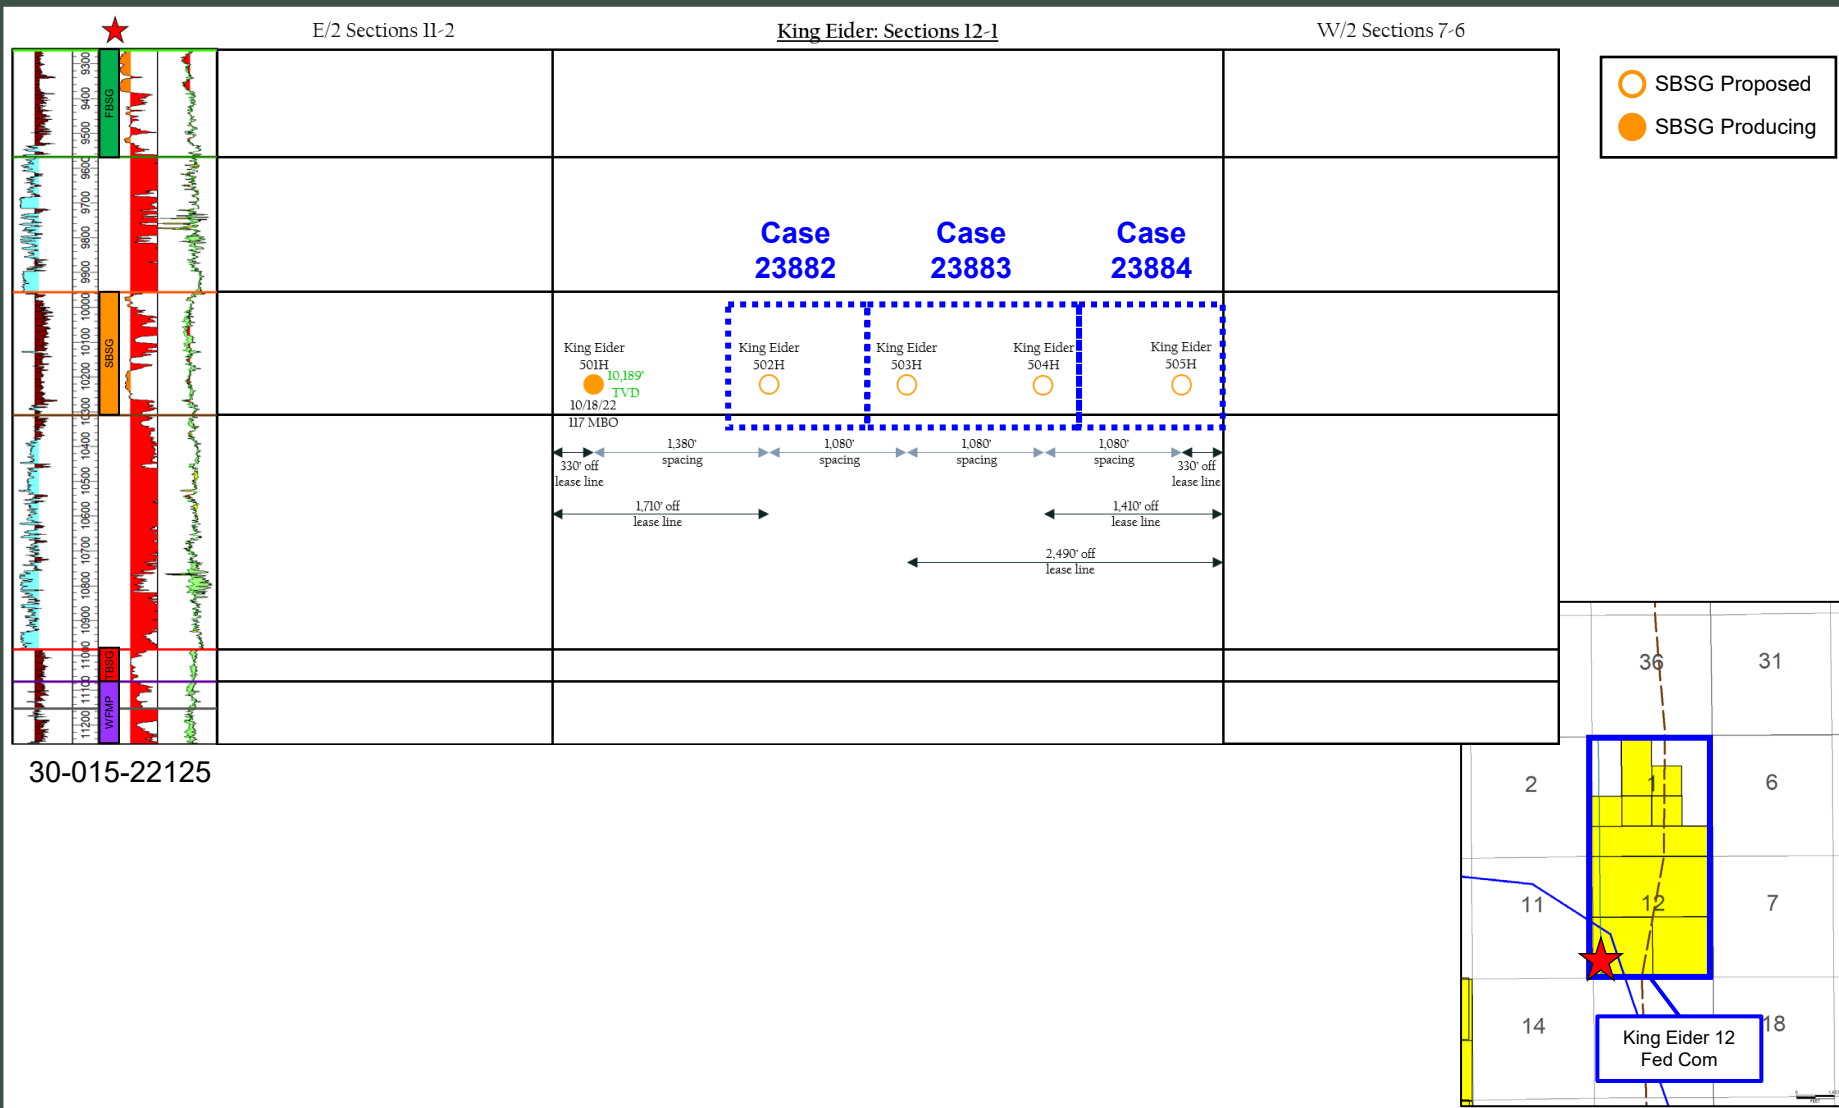 E/2 Sections 11-2
King Eider: Sections 12-1
W/2 Sections 7-6
SBSG Proposed
SBSG Producing
9300
9400
9500
9600
9700
9800
9900
10000
10100
10200
10300
10400
10500
10600
10700
10800
10900
11000
11100
11200
FBSG
SBSG
TBSG
WFMP
Case
23882
Case
23883
Case
23884
King Eider
501H
10,189'
TVD
10/18/22
117 MBO
King Eider
502H
King Eider
503H
King Eider
504H
King Eider
505H
330' off
lease line
1,380'
spacing
1,080'
spacing
1,080'
spacing
1,080'
spacing
330' off
lease line
1,710' off
lease line
1,410' off
lease line
2,490' off
lease line
30-015-22125
36
31
2
1
6
11
12
7
14
18
King Eider 12
Fed Com